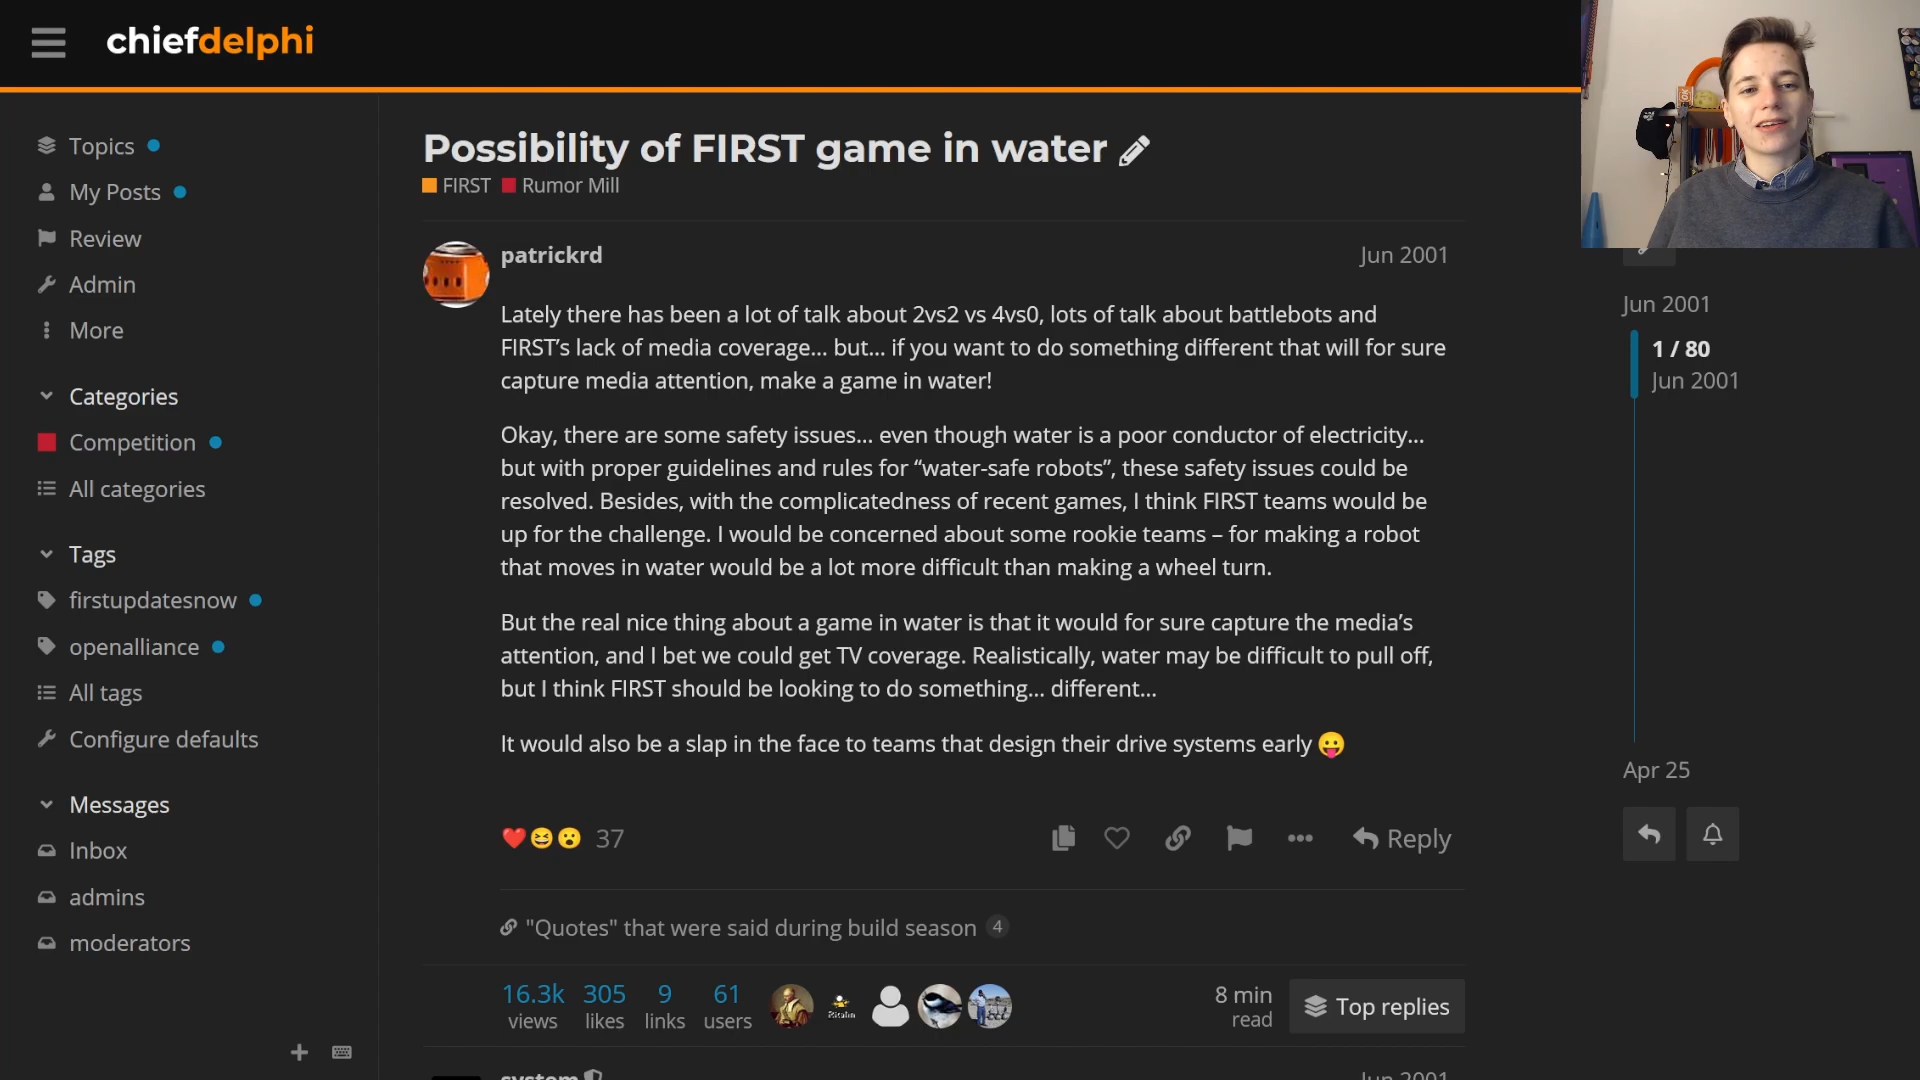 chiefdelphi
Topics
My Posts
Review
Admin
More
Categories
Competition
All categories
Tags
firstupdatesnow
openalliance
All tags
Configure defaults
Messages
Inbox
admins
moderators
Possibility of FIRST game in water
FIRST Rumor Mill
patrickrd Jun 2001
Lately there has been a lot of talk about 2vs2 vs 4vs0, lots of talk about battlebots and
FIRST's lack of media coverage... but... if you want to do something different that will for sure
capture media attention, make a game in water!
Okay, there are some safety issues... even though water is a poor conductor of electricity...
but with proper guidelines and rules for “water-safe robots”, these safety issues could be
resolved. Besides, with the complicatedness of recent games, I think FIRST teams would be
up for the challenge. I would be concerned about some rookie teams – for making a robot
that moves in water would be a lot more difficult than making a wheel turn.
But the real nice thing about a game in water is that it would for sure capture the media's
attention, and I bet we could get TV coverage. Realistically, water may be difficult to pull off,
but I think FIRST should be looking to do something... different...
It would also be a slap in the face to teams that design their drive systems early 😛
❤️😆😮 37 Reply
"Quotes" that were said during build season 4
16.3k 305 9 61
views likes links users
8 min
read
Top replies
system Jun 2001
Jun 2001
1 / 80
Jun 2001
Apr 25